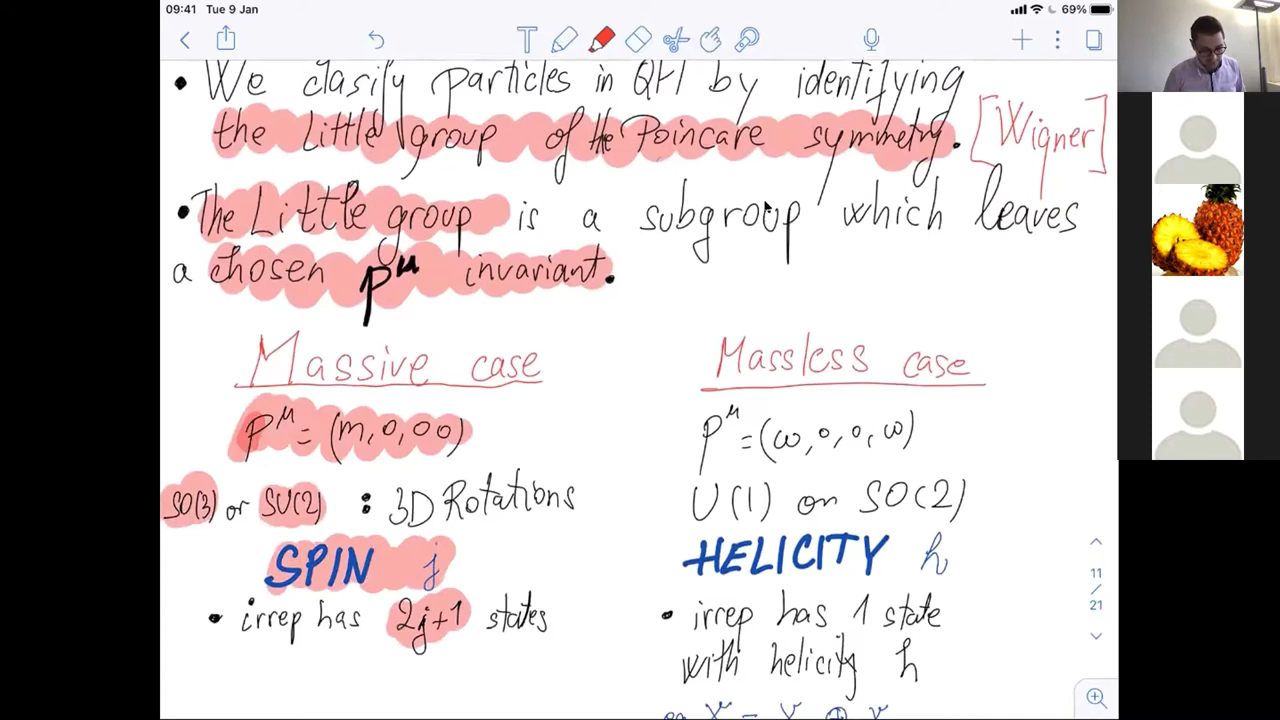 09:41 Tue 9 Jan
69%
T
• We clasify particles in QFT by identifying
the Little group of the Poincare symmetry. [Wigner]
• The Little group is a subgroup which leaves
a chosen pᵘ invariant.
Massive case
Massless case
pᵘ = (m, 0, 0 0)
pᵘ = (ω, 0, 0, ω)
SO(3) or SU(2) : 3D Rotations
U(1) or SO(2)
SPIN j
HELICITY h
• irrep has 2j+1 states
• irrep has 1 state
with helicity h
11
/
21